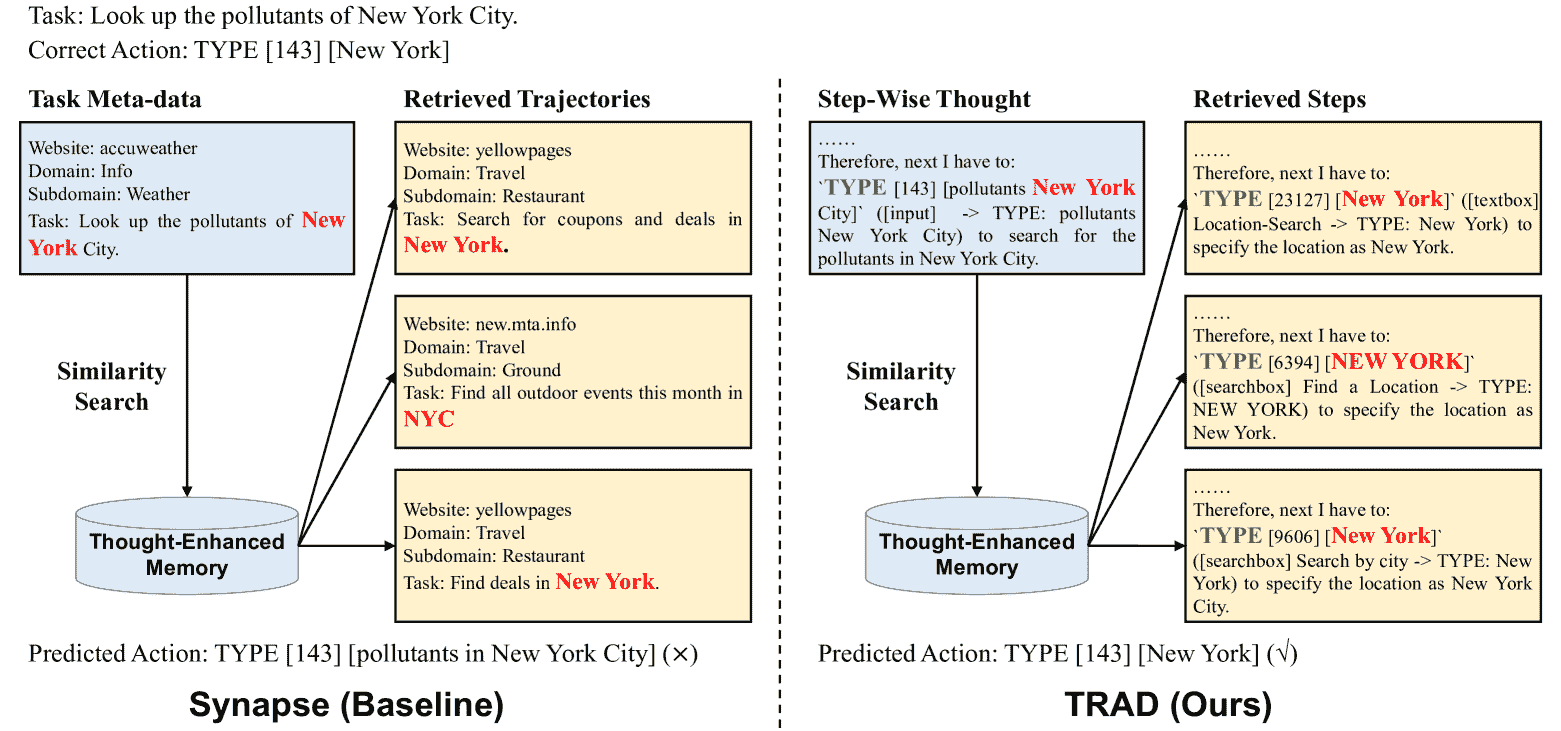 Task: Look up the pollutants of New York City.
Correct Action: TYPE [143] [New York]
Task Meta-data
Website: accuweather
Domain: Info
Subdomain: Weather
Task: Look up the pollutants of New
York City.
Similarity
Search
Thought-Enhanced
Memory
Retrieved Trajectories
Website: yellowpages
Domain: Travel
Subdomain: Restaurant
Task: Search for coupons and deals in
New York.
Website: new.mta.info
Domain: Travel
Subdomain: Ground
Task: Find all outdoor events this month in
NYC
Website: yellowpages
Domain: Travel
Subdomain: Restaurant
Task: Find deals in New York.
Predicted Action: TYPE [143] [pollutants in New York City] (×)
Synapse (Baseline)
Step-Wise Thought
......
Therefore, next I have to:
`TYPE [143] [pollutants New York
City]` ([input] -> TYPE: pollutants
New York City) to search for the
pollutants in New York City.
Similarity
Search
Thought-Enhanced
Memory
Retrieved Steps
......
Therefore, next I have to:
`TYPE [23127] [New York]` ([textbox]
Location-Search -> TYPE: New York) to
specify the location as New York.
......
Therefore, next I have to:
`TYPE [6394] [NEW YORK]`
([searchbox] Find a Location -> TYPE:
NEW YORK) to specify the location as
New York.
......
Therefore, next I have to:
`TYPE [9606] [New York]`
([searchbox] Search by city -> TYPE: New
York) to specify the location as New York
City.
Predicted Action: TYPE [143] [New York] (√)
TRAD (Ours)